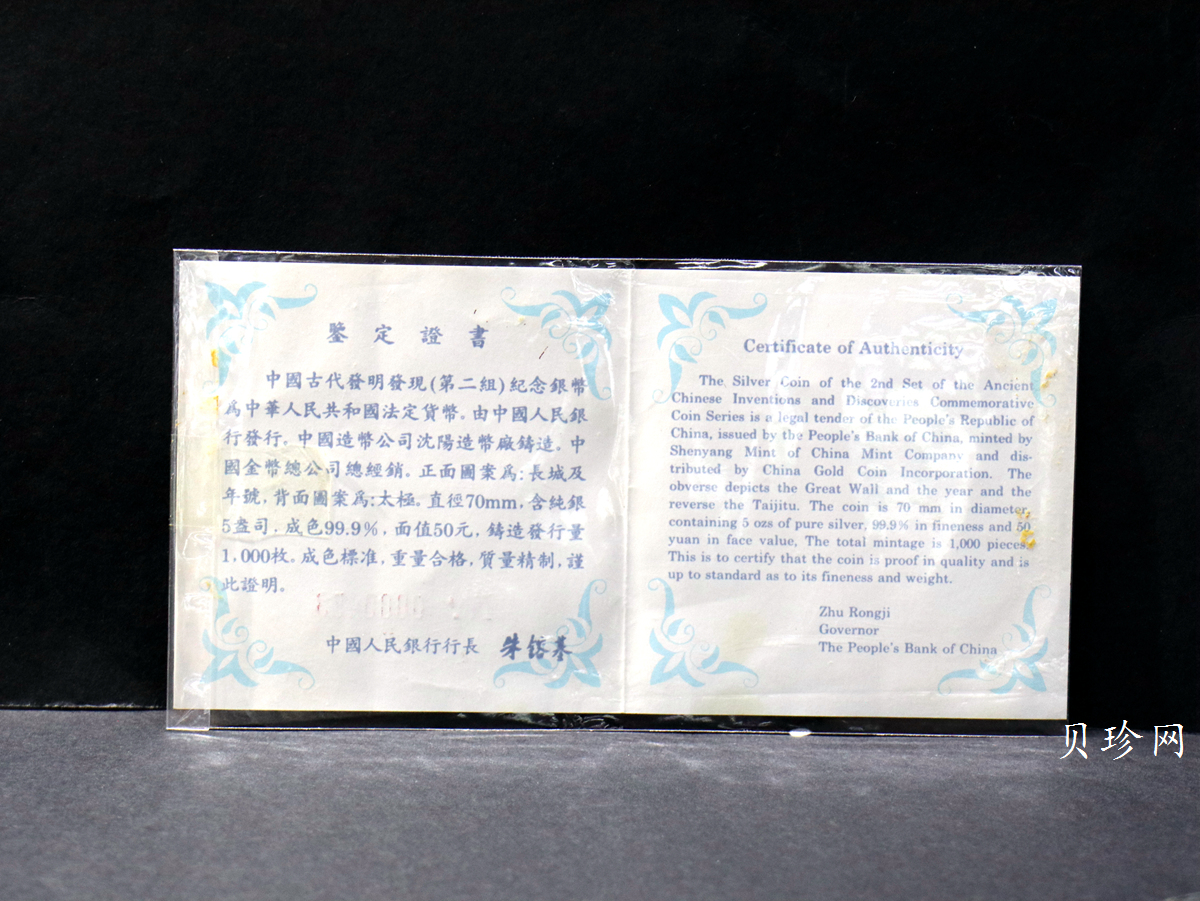 鑒定證書
中國古代發明發現(第二組)紀念銀幣
爲中華人民共和國法定貨幣。由中國人民銀
行發行。中國造幣公司沈陽造幣廠鑄造。中
國金幣總公司總經銷。正面圖案爲:長城及
年號,背面圖案爲:太極。直徑70mm,含純銀
5盎司,成色99.9%,面值50元,鑄造發行量
1,000枚。成色標准,重量合格,質量精制,謹
此證明。
中國人民銀行行長 朱鎔基
Certificate of Authenticity
The Silver Coin of the 2nd Set of the Ancient
Chinese Inventions and Discoveries Commemorative
Coin Series is a legal tender of the People's Republic of
China, issued by the People's Bank of China, minted by
Shenyang Mint of China Mint Company and dis-
tributed by China Gold Coin Incorporation. The
obverse depicts the Great Wall and the year and the
reverse the Taijitu. The coin is 70 mm in diameter,
containing 5 ozs of pure silver, 99.9% in fineness and 50
yuan in face value, The total mintage is 1,000 pieces.
This is to certify that the coin is proof in quality and is
up to standard as to its fineness and weight.
Zhu Rongji
Governor
The People's Bank of China
贝珍网